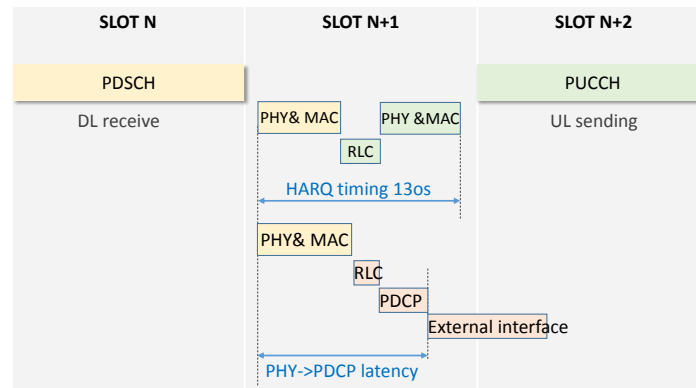 SLOT N
SLOT N+1
SLOT N+2
PDSCH
PUCCH
DL receive
PHY& MAC
PHY &MAC
UL sending
RLC
HARQ timing 13os
PHY& MAC
RLC
PDCP
External interface
PHY->PDCP latency